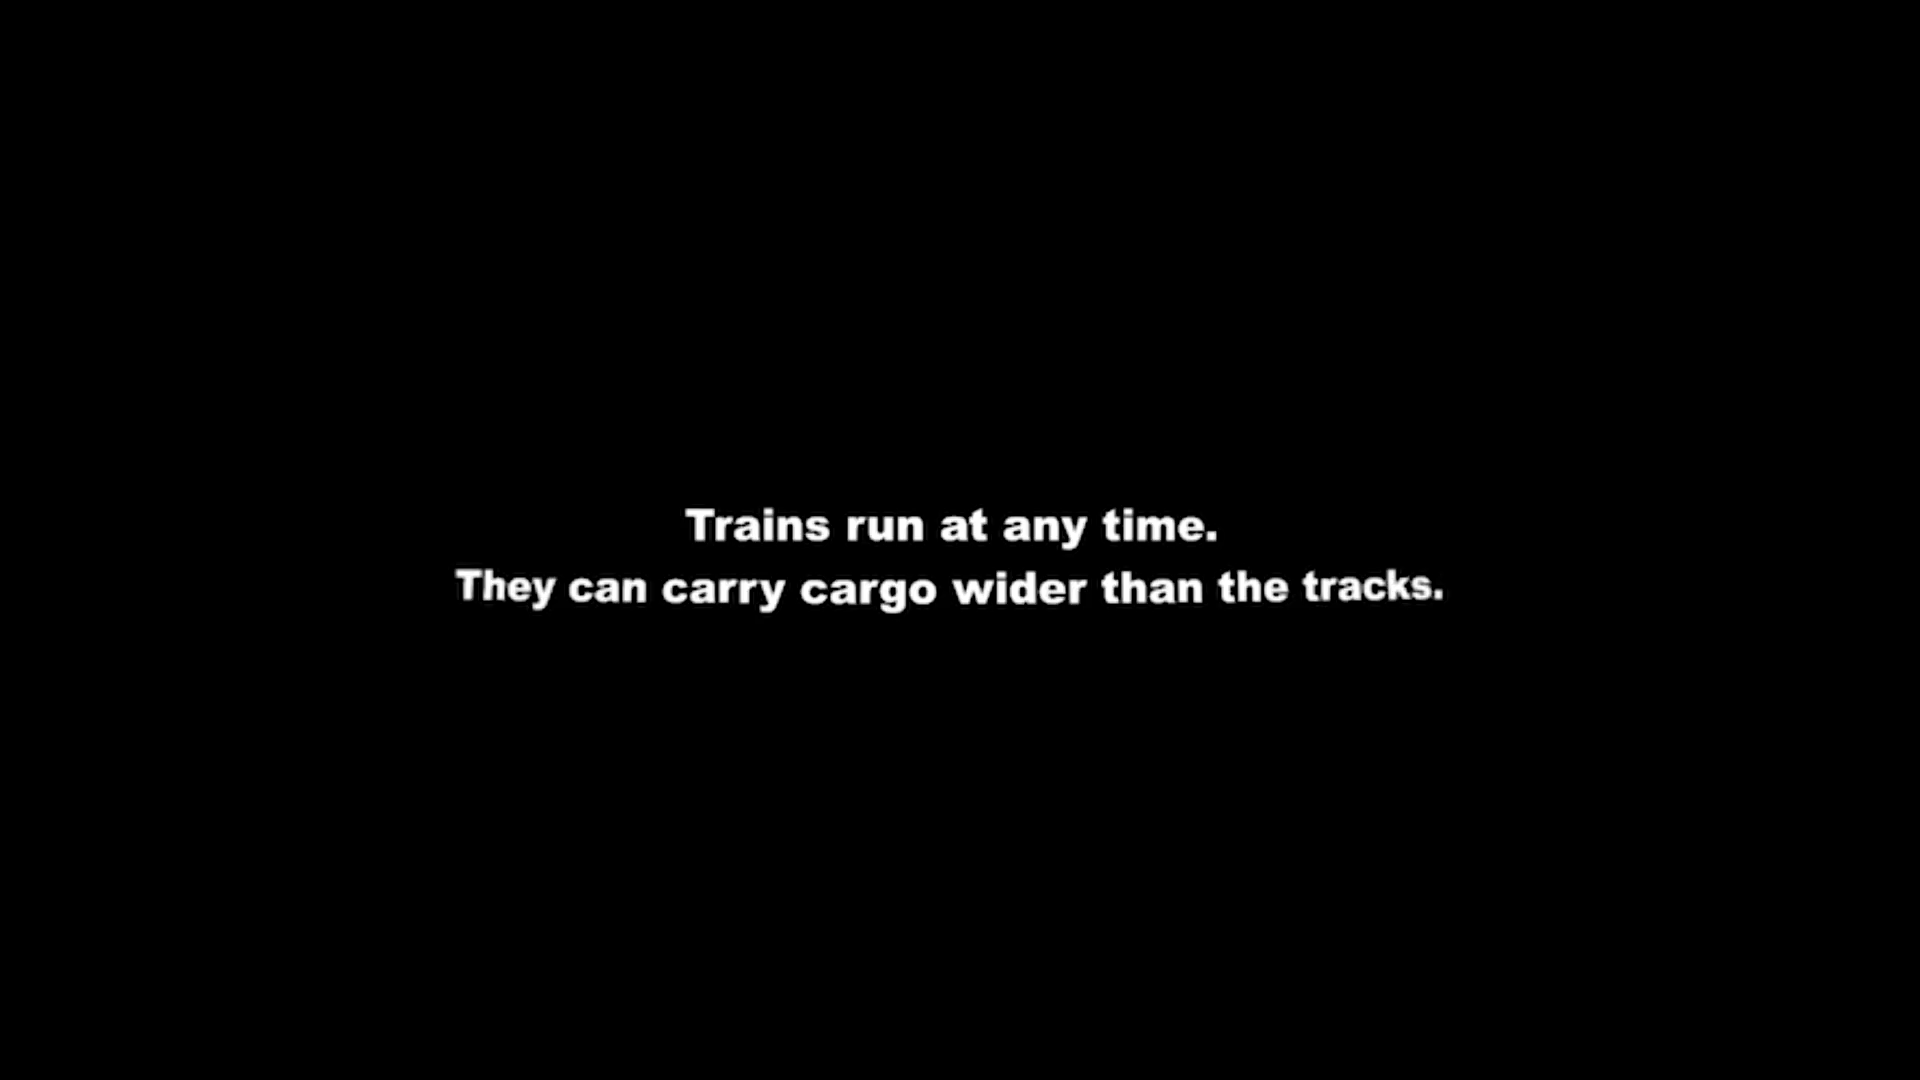 Trains run at any time.
They can carry cargo wider than the tracks.